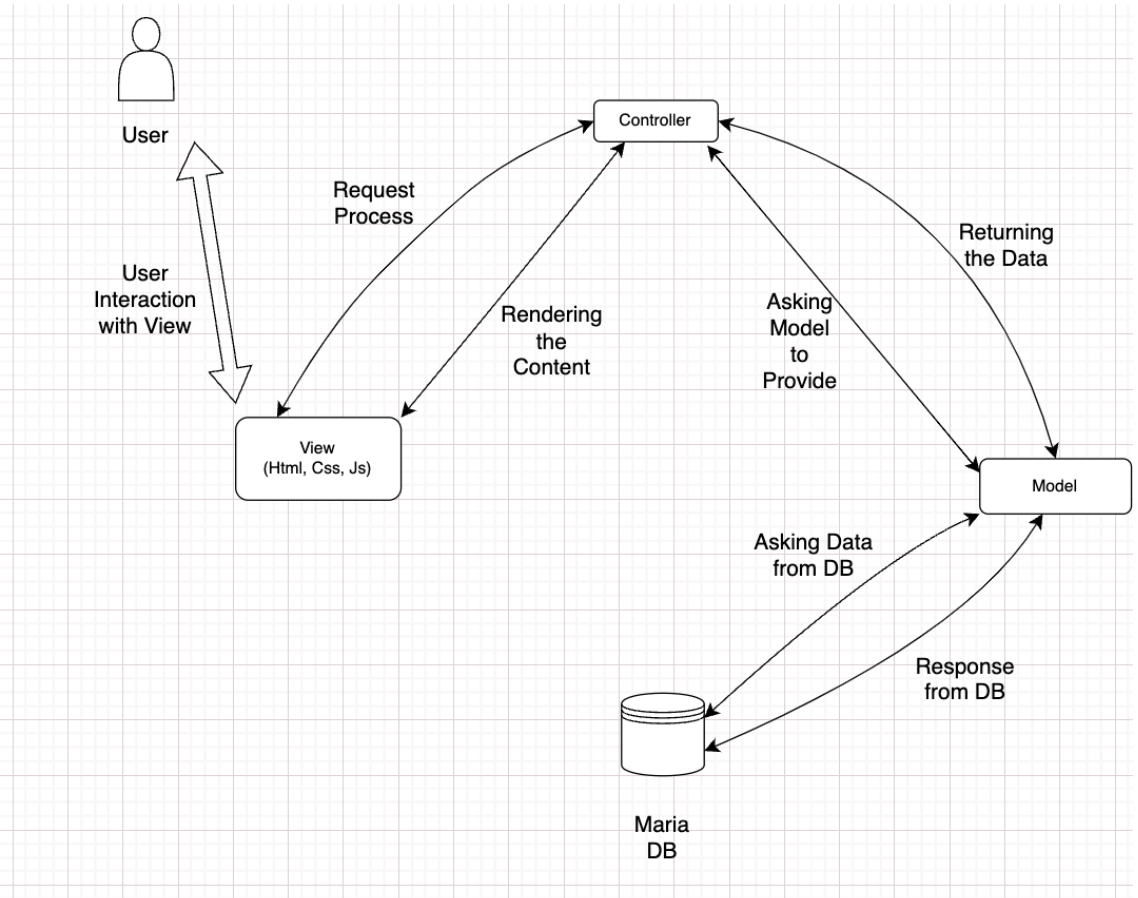 User
Controller
Request
Process
Returning
the Data
User
Interaction
with View
Rendering
the
Content
Asking
Model
to
Provide
View
(Html, Css, Js)
Model
Asking Data
from DB
Response
from DB
Maria
DB